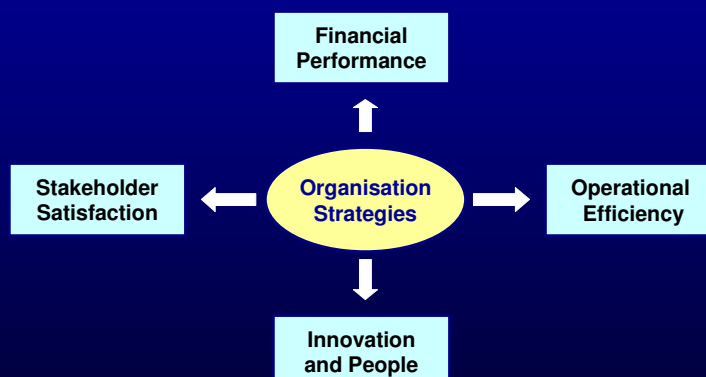 Financial
Performance
Stakeholder
Satisfaction
Organisation
Strategies
Operational
Efficiency
Innovation
and People